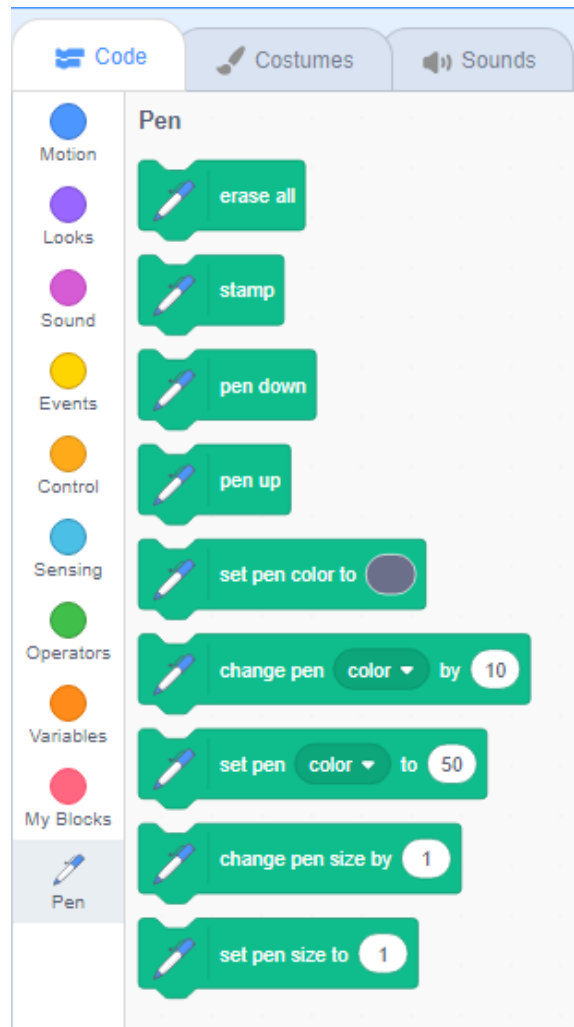 Code Costumes Sounds
Motion
Looks
Sound
Events
Control
Sensing
Operators
Variables
My Blocks
Pen
Pen
erase all
stamp
pen down
pen up
set pen color to
change pen color by 10
set pen color to 50
change pen size by 1
set pen size to 1